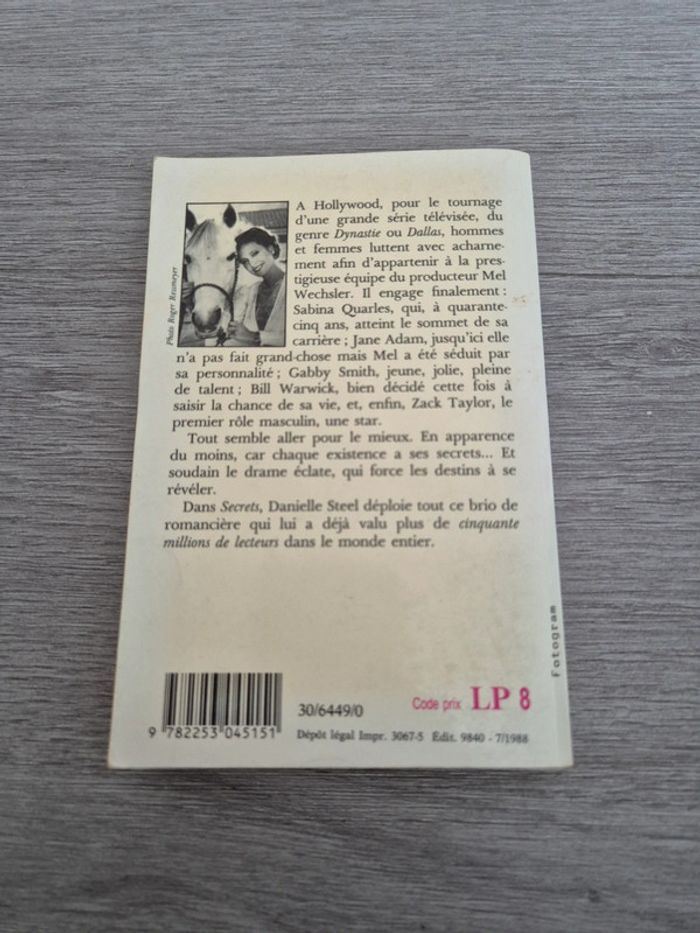 A Hollywood, pour le tournage
d'une grande série télévisée, du
genre Dynastie ou Dallas, hommes
et femmes luttent avec acharne-
ment afin d'appartenir à la pres-
tigieuse équipe du producteur Mel
Wechsler. Il engage finalement :
Sabina Quarles, qui, à quarante-
cinq ans, atteint le sommet de sa
carrière ; Jane Adam, jusqu'ici elle
n'a pas fait grand-chose mais Mel a été séduit par
sa personnalité ; Gabby Smith, jeune, jolie, pleine
de talent ; Bill Warwick, bien décidé cette fois à
saisir la chance de sa vie, et, enfin, Zack Taylor, le
premier rôle masculin, une star.
Tout semble aller pour le mieux. En apparence
du moins, car chaque existence a ses secrets... Et
soudain le drame éclate, qui force les destins à se
révéler.
Dans Secrets, Danielle Steel déploie tout ce brio de
romancière qui lui a déjà valu plus de cinquante
millions de lecteurs dans le monde entier.
Photo Roger Ressmeyer
Fotogram
30/6449/0
Code prix LP 8
9 782253 045151
Dépôt légal Impr. 3067-5 Édit. 9840 - 7/1988